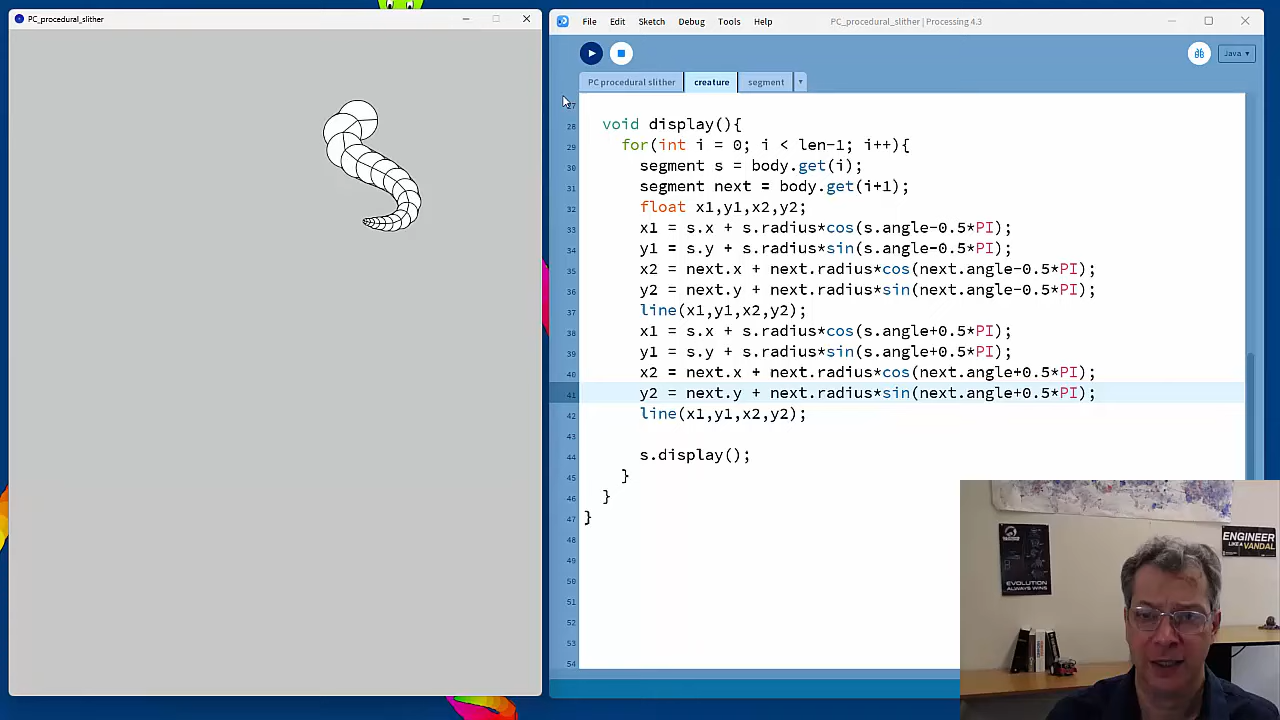 PC_procedural_slither
File Edit Sketch Debug Tools Help
PC_procedural_slither | Processing 4.3
Java
PC procedural slither creature segment
27
28 void display(){
29 for(int i = 0; i < len-1; i++){
30 segment s = body.get(i);
31 segment next = body.get(i+1);
32 float x1,y1,x2,y2;
33 x1 = s.x + s.radius*cos(s.angle-0.5*PI);
34 y1 = s.y + s.radius*sin(s.angle-0.5*PI);
35 x2 = next.x + next.radius*cos(next.angle-0.5*PI);
36 y2 = next.y + next.radius*sin(next.angle-0.5*PI);
37 line(x1,y1,x2,y2);
38 x1 = s.x + s.radius*cos(s.angle+0.5*PI);
39 y1 = s.y + s.radius*sin(s.angle+0.5*PI);
40 x2 = next.x + next.radius*cos(next.angle+0.5*PI);
41 y2 = next.y + next.radius*sin(next.angle+0.5*PI);
42 line(x1,y1,x2,y2);
43
44 s.display();
45 }
46 }
47 }
48
49
50
51
52
53
54
EVOLUTION
ALWAYS WINS
ENGINEER
LIKE A VANDAL